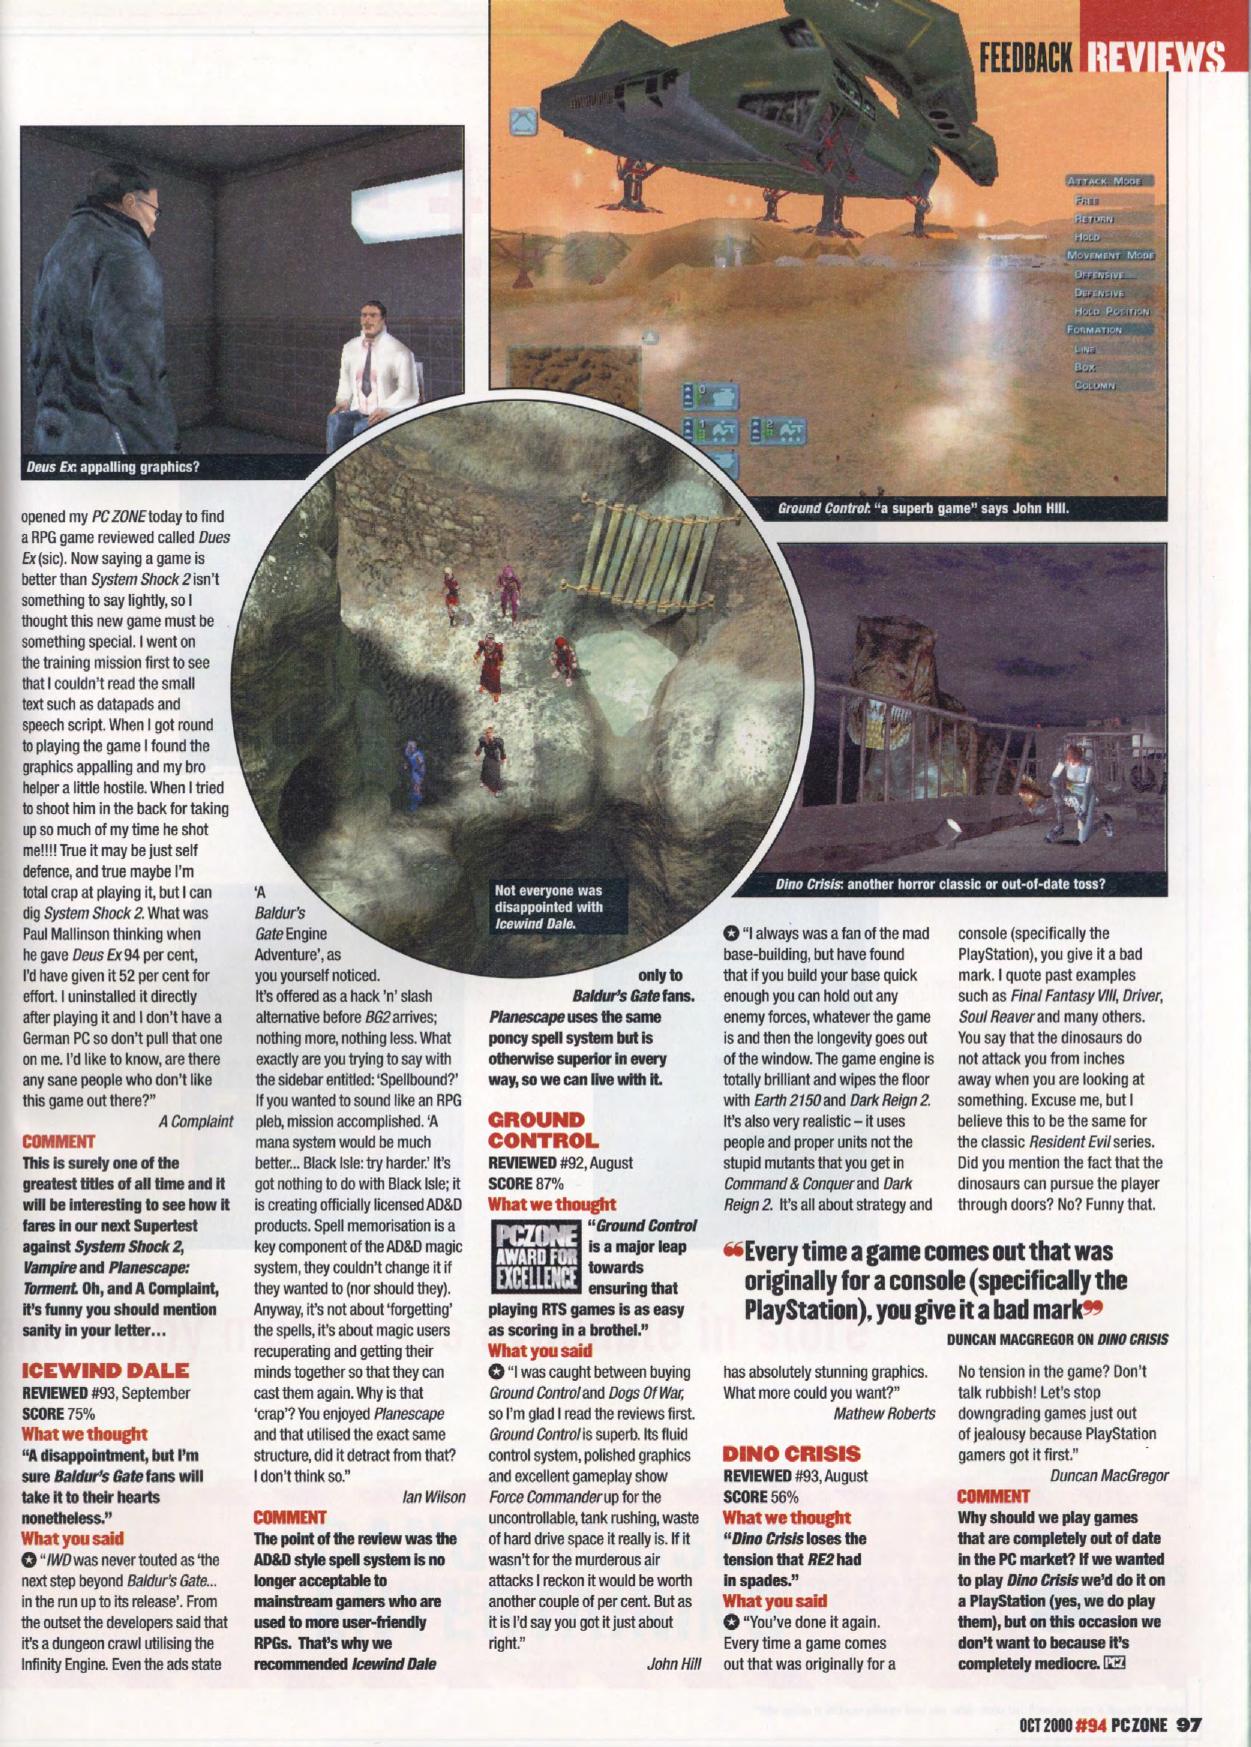 FEEDBACK REVIEWS
ATTACK MODE
FREE
RETURN
HOLD
MOVEMENT MODE
OFFENSIVE
DEFENSIVE
HOLD POSITION
FORMATION
LINE
BOX
COLUMN
0
1
2
Deus Ex: appalling graphics?
Ground Control: “a superb game” says John Hill.
Not everyone was
disappointed with
Icewind Dale.
Dino Crisis: another horror classic or out-of-date toss?
opened my PC ZONE today to find
a RPG game reviewed called Dues
Ex (sic). Now saying a game is
better than System Shock 2 isn't
something to say lightly, so I
thought this new game must be
something special. I went on
the training mission first to see
that I couldn't read the small
text such as datapads and
speech script. When I got round
to playing the game I found the
graphics appalling and my bro
helper a little hostile. When I tried
to shoot him in the back for taking
up so much of my time he shot
me!!!! True it may be just self
defence, and true maybe I'm
total crap at playing it, but I can
dig System Shock 2. What was
Paul Mallinson thinking when
he gave Deus Ex 94 per cent,
I'd have given it 52 per cent for
effort. I uninstalled it directly
after playing it and I don't have a
German PC so don't pull that one
on me. I'd like to know, are there
any sane people who don't like
this game out there?”
A Complaint
COMMENT
This is surely one of the
greatest titles of all time and it
will be interesting to see how it
fares in our next Supertest
against System Shock 2,
Vampire and Planescape:
Torment. Oh, and A Complaint,
it's funny you should mention
sanity in your letter…
ICEWIND DALE
REVIEWED #93, September
SCORE 75%
What we thought
“A disappointment, but I'm
sure Baldur's Gate fans will
take it to their hearts
nonetheless.”
What you said
“IWD was never touted as 'the
next step beyond Baldur's Gate...
in the run up to its release'. From
the outset the developers said that
it's a dungeon crawl utilising the
Infinity Engine. Even the ads state
'A
Baldur's
Gate Engine
Adventure', as
you yourself noticed.
It's offered as a hack 'n' slash
alternative before BG2 arrives;
nothing more, nothing less. What
exactly are you trying to say with
the sidebar entitled: 'Spellbound?'
If you wanted to sound like an RPG
pleb, mission accomplished. 'A
mana system would be much
better... Black Isle: try harder.' It's
got nothing to do with Black Isle; it
is creating officially licensed AD&D
products. Spell memorisation is a
key component of the AD&D magic
system, they couldn't change it if
they wanted to (nor should they).
Anyway, it's not about 'forgetting'
the spells, it's about magic users
recuperating and getting their
minds together so that they can
cast them again. Why is that
'crap'? You enjoyed Planescape
and that utilised the exact same
structure, did it detract from that?
I don't think so.”
Ian Wilson
COMMENT
The point of the review was the
AD&D style spell system is no
longer acceptable to
mainstream gamers who are
used to more user-friendly
RPGs. That's why we
recommended Icewind Dale
only to
Baldur's Gate fans.
Planescape uses the same
poncy spell system but is
otherwise superior in every
way, so we can live with it.
GROUND
CONTROL
REVIEWED #92, August
SCORE 87%
What we thought
PCZONE
AWARD FOR
EXCELLENCE
“Ground Control
is a major leap
towards
ensuring that
playing RTS games is as easy
as scoring in a brothel.”
What you said
“I was caught between buying
Ground Control and Dogs Of War,
so I'm glad I read the reviews first.
Ground Control is superb. Its fluid
control system, polished graphics
and excellent gameplay show
Force Commander up for the
uncontrollable, tank rushing, waste
of hard drive space it really is. If it
wasn't for the murderous air
attacks I reckon it would be worth
another couple of per cent. But as
it is I'd say you got it just about
right.”
John Hill
“I always was a fan of the mad
base-building, but have found
that if you build your base quick
enough you can hold out any
enemy forces, whatever the game
is and then the longevity goes out
of the window. The game engine is
totally brilliant and wipes the floor
with Earth 2150 and Dark Reign 2.
It's also very realistic – it uses
people and proper units not the
stupid mutants that you get in
Command & Conquer and Dark
Reign 2. It's all about strategy and
has absolutely stunning graphics.
What more could you want?”
Mathew Roberts
DINO CRISIS
REVIEWED #93, August
SCORE 56%
What we thought
“Dino Crisis loses the
tension that RE2 had
in spades.”
What you said
“You've done it again.
Every time a game comes
out that was originally for a
console (specifically the
PlayStation), you give it a bad
mark. I quote past examples
such as Final Fantasy VIII, Driver,
Soul Reaver and many others.
You say that the dinosaurs do
not attack you from inches
away when you are looking at
something. Excuse me, but I
believe this to be the same for
the classic Resident Evil series.
Did you mention the fact that the
dinosaurs can pursue the player
through doors? No? Funny that.
“Every time a game comes out that was
originally for a console (specifically the
PlayStation), you give it a bad mark”
DUNCAN MACGREGOR ON DINO CRISIS
No tension in the game? Don't
talk rubbish! Let's stop
downgrading games just out
of jealousy because PlayStation
gamers got it first.”
Duncan MacGregor
COMMENT
Why should we play games
that are completely out of date
in the PC market? If we wanted
to play Dino Crisis we'd do it on
a PlayStation (yes, we do play
them), but on this occasion we
don't want to because it's
completely mediocre. PCZ
OCT 2000 #94 PCZONE 97